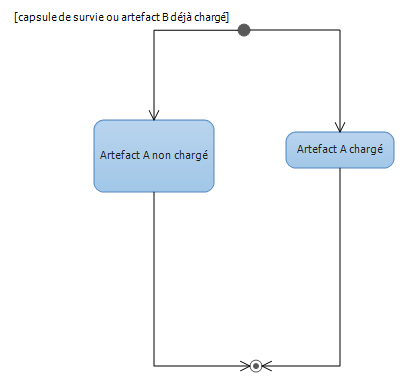 [capsule de survie ou artefact B déjà chargé]
Artefact A non chargé
Artefact A chargé